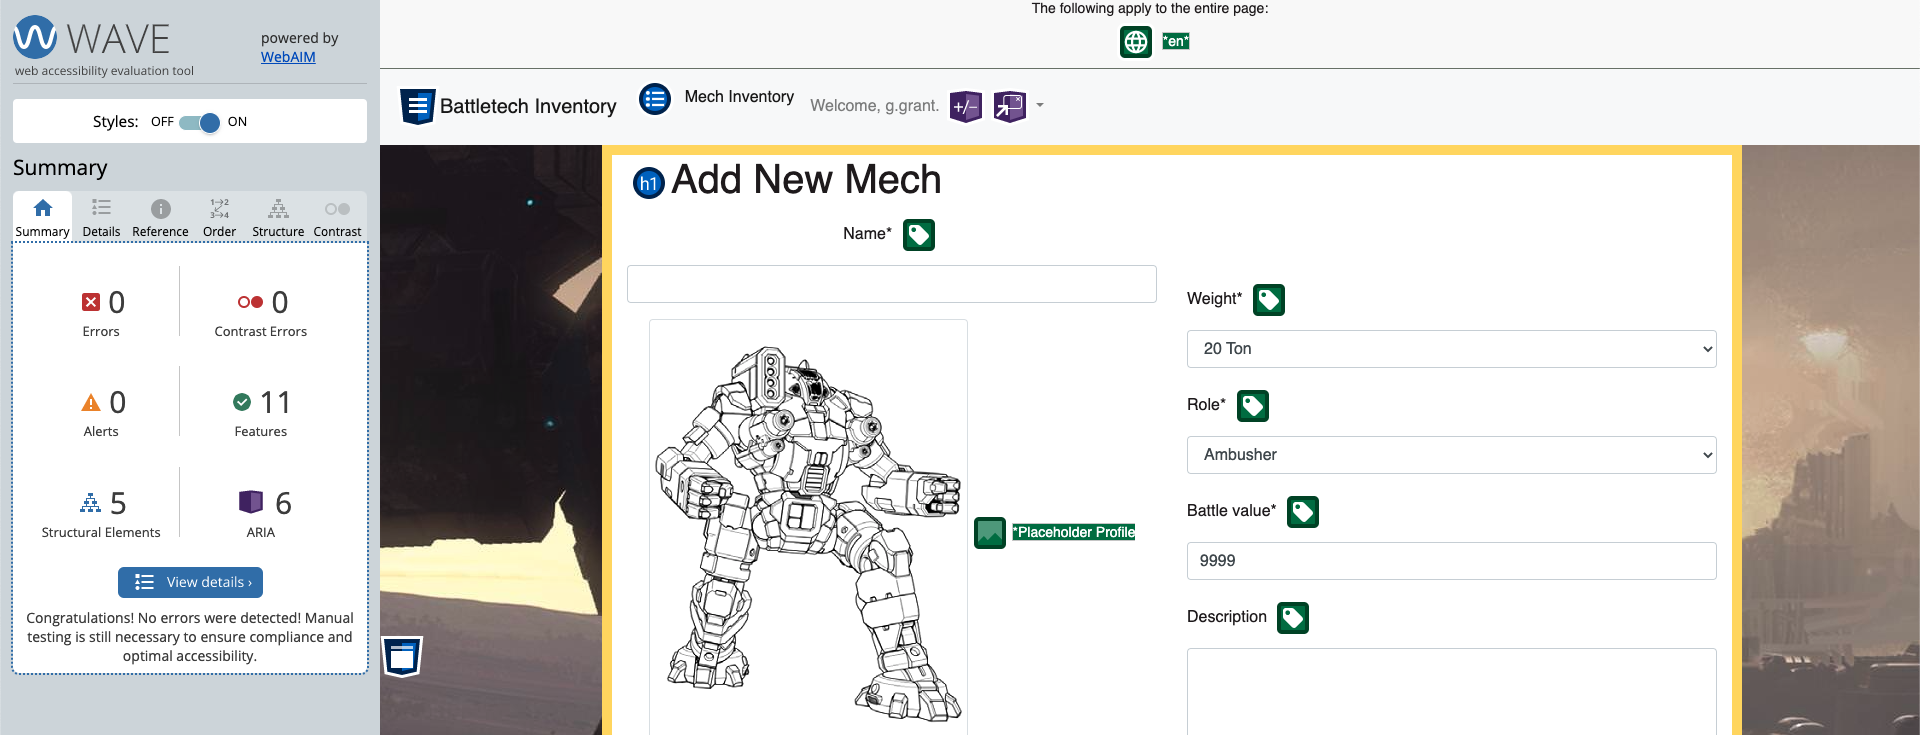 WAVE
web accessibility evaluation tool
powered by
WebAIM
Styles: OFF ON
Summary
Summary Details Reference Order Structure Contrast
0
Errors
0
Contrast Errors
0
Alerts
11
Features
5
Structural Elements
6
ARIA
View details ›
Congratulations! No errors were detected! Manual
testing is still necessary to ensure compliance and
optimal accessibility.
The following apply to the entire page:
*en*
Battletech Inventory
Mech Inventory
Welcome, g.grant.
+/-
h1 Add New Mech
Name*
*Placeholder Profile
Weight*
20 Ton
Role*
Ambusher
Battle value*
9999
Description